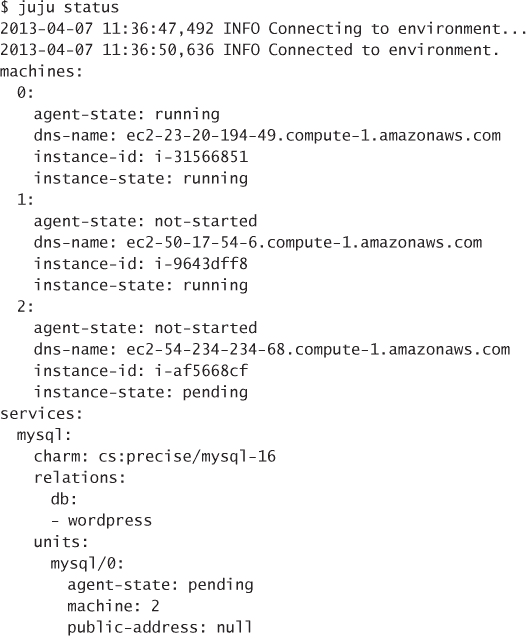 $ juju status
2013-04-07 11:36:47,492 INFO Connecting to environment...
2013-04-07 11:36:50,636 INFO Connected to environment.
machines:
  0:
    agent-state: running
    dns-name: ec2-23-20-194-49.compute-1.amazonaws.com
    instance-id: i-31566851
    instance-state: running
  1:
    agent-state: not-started
    dns-name: ec2-50-17-54-6.compute-1.amazonaws.com
    instance-id: i-9643dff8
    instance-state: running
  2:
    agent-state: not-started
    dns-name: ec2-54-234-234-68.compute-1.amazonaws.com
    instance-id: i-af5668cf
    instance-state: pending
services:
  mysql:
    charm: cs:precise/mysql-16
    relations:
      db:
      - wordpress
    units:
      mysql/0:
        agent-state: pending
        machine: 2
        public-address: null